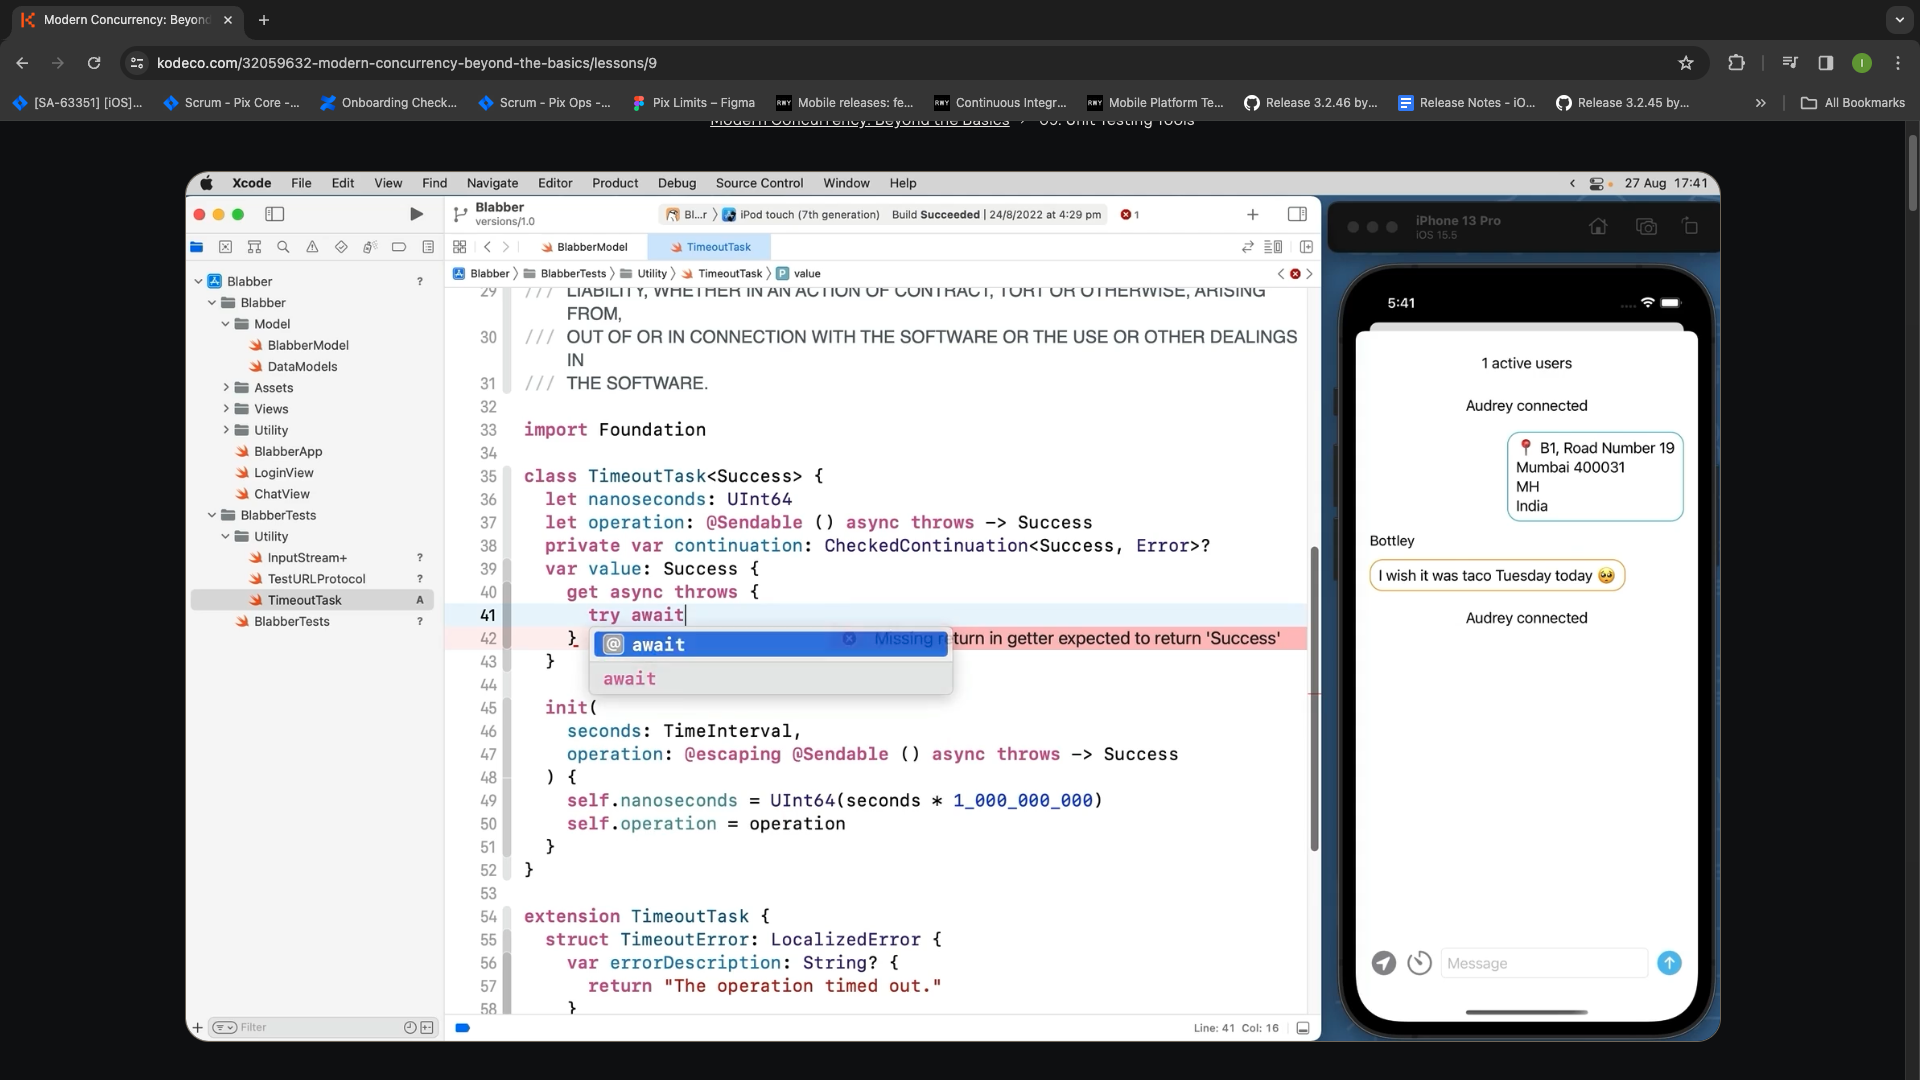 Modern Concurrency: Beyond
kodeco.com/32059632-modern-concurrency-beyond-the-basics/lessons/9
[SA-63351] [iOS]...
Scrum - Pix Core -...
Onboarding Check...
Scrum - Pix Ops -...
Pix Limits – Figma
RWY Mobile releases: fe...
RWY Continuous Integr...
RWY Mobile Platform Te...
Release 3.2.46 by...
Release Notes - iO...
Release 3.2.45 by...
»
All Bookmarks
Modern Concurrency: Beyond the Basics › 09. Unit Testing Tools
Xcode File Edit View Find Navigate Editor Product Debug Source Control Window Help
27 Aug 17:41
Blabber
versions/1.0
Bl...r 〉 iPod touch (7th generation)
Build Succeeded | 24/8/2022 at 4:29 pm
1
BlabberModel
TimeoutTask
Blabber 〉 BlabberTests 〉 Utility 〉 TimeoutTask 〉 P value
Blabber ?
Blabber
Model
BlabberModel
DataModels
Assets
Views
Utility
BlabberApp
LoginView
ChatView
BlabberTests
Utility
InputStream+ ?
TestURLProtocol ?
TimeoutTask A
BlabberTests ?
Filter
29 /// LIABILITY, WHETHER IN AN ACTION OF CONTRACT, TORT OR OTHERWISE, ARISING
FROM,
30 /// OUT OF OR IN CONNECTION WITH THE SOFTWARE OR THE USE OR OTHER DEALINGS
IN
31 /// THE SOFTWARE.
32
33 import Foundation
34
35 class TimeoutTask<Success> {
36 let nanoseconds: UInt64
37 let operation: @Sendable () async throws -> Success
38 private var continuation: CheckedContinuation<Success, Error>?
39 var value: Success {
40 get async throws {
41 try await
42 } Missing return in getter expected to return 'Success'
@ await
await
43 }
44
45 init(
46 seconds: TimeInterval,
47 operation: @escaping @Sendable () async throws -> Success
48 ) {
49 self.nanoseconds = UInt64(seconds * 1_000_000_000)
50 self.operation = operation
51 }
52 }
53
54 extension TimeoutTask {
55 struct TimeoutError: LocalizedError {
56 var errorDescription: String? {
57 return "The operation timed out."
58 }
Line: 41 Col: 16
iPhone 13 Pro
iOS 15.5
5:41
1 active users
Audrey connected
📍 B1, Road Number 19
Mumbai 400031
MH
India
Bottley
I wish it was taco Tuesday today 🥺
Audrey connected
Message